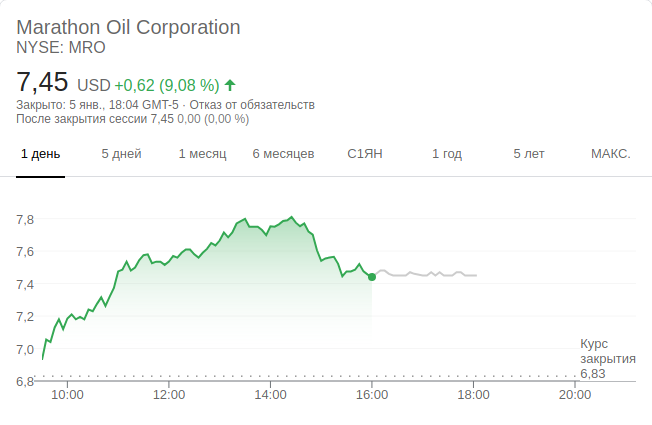 Marathon Oil Corporation
NYSE: MRO
7,45 USD +0,62 (9,08 %)
Закрыто: 5 янв., 18:04 GMT-5 · Отказ от обязательств
После закрытия сессии 7,45 0,00 (0,00 %)
1 день 5 дней 1 месяц 6 месяцев С1ЯН 1 год 5 лет МАКС.
7,8
7,6
7,4
7,2
7,0
6,8
Курс
закрытия
6,83
10:00 12:00 14:00 16:00 18:00 20:00